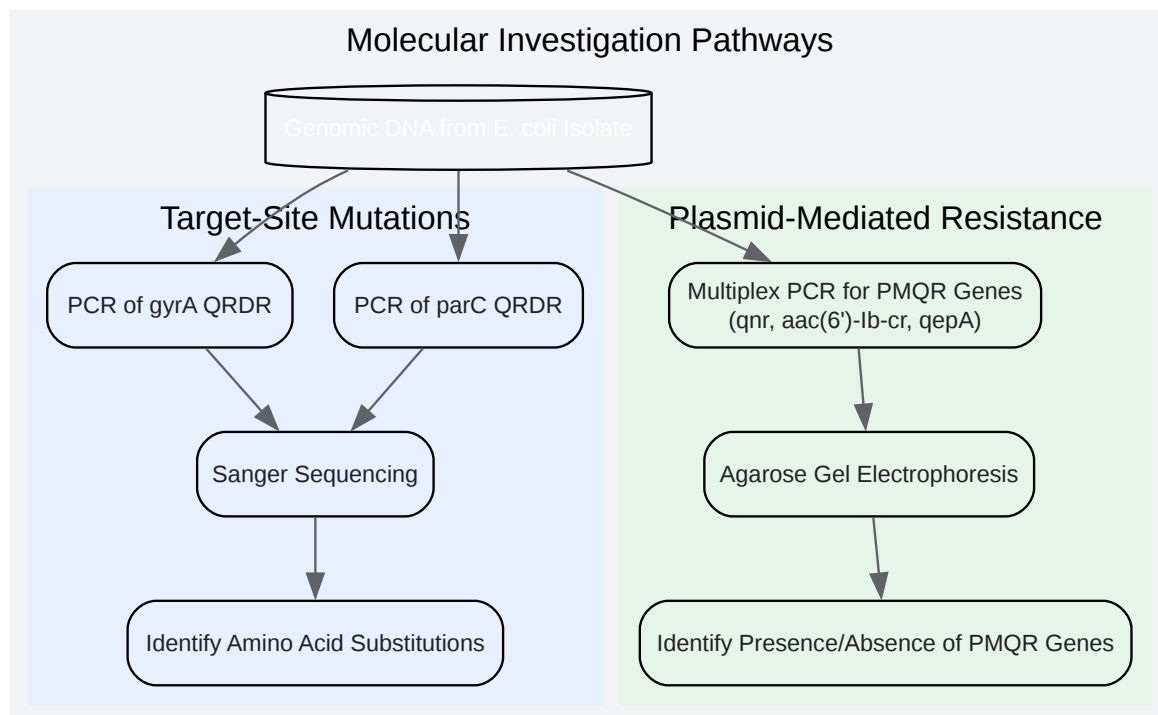 Molecular Investigation Pathways
Genomic DNA from E. coli Isolate
Target-Site Mutations
Plasmid-Mediated Resistance
PCR of gyrA QRDR
PCR of parC QRDR
Multiplex PCR for PMQR Genes
(qnr, aac(6')-Ib-cr, qepA)
Sanger Sequencing
Agarose Gel Electrophoresis
Identify Amino Acid Substitutions
Identify Presence/Absence of PMQR Genes